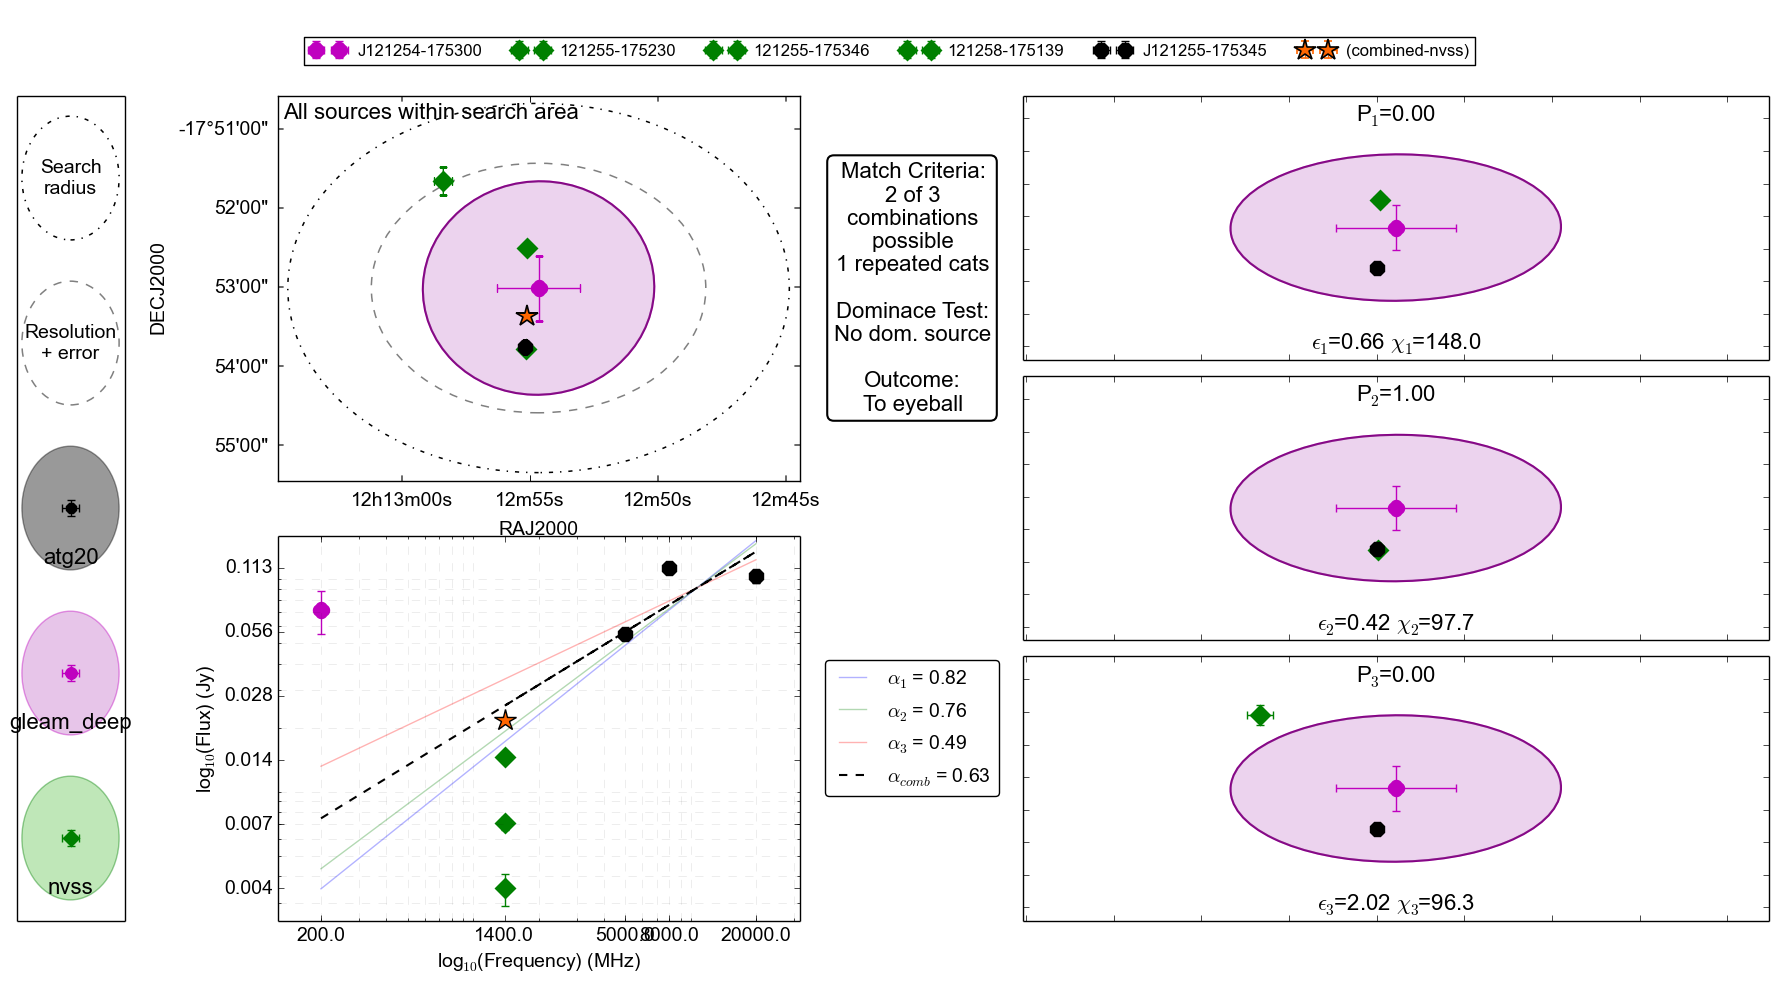 J121254-175300 121255-175230 121255-175346 121258-175139 J121255-175345 (combined-nvss)
Search
radius
Resolution
+ error
atg20
gleam_deep
nvss
All sources within search area
DECJ2000
-17°51'00"
52'00"
53'00"
54'00"
55'00"
12h13m00s 12m55s 12m50s 12m45s
RAJ2000
log10(Flux) (Jy)
0.113
0.056
0.028
0.014
0.007
0.004
200.0 1400.0 5000.0 8000.0 20000.0
log10(Frequency) (MHz)
Match Criteria:
2 of 3
combinations
possible
1 repeated cats
Dominace Test:
No dom. source
Outcome:
To eyeball
α1 = 0.82
α2 = 0.76
α3 = 0.49
αcomb = 0.63
P1=0.00
ϵ1=0.66 χ1=148.0
P2=1.00
ϵ2=0.42 χ2=97.7
P3=0.00
ϵ3=2.02 χ3=96.3